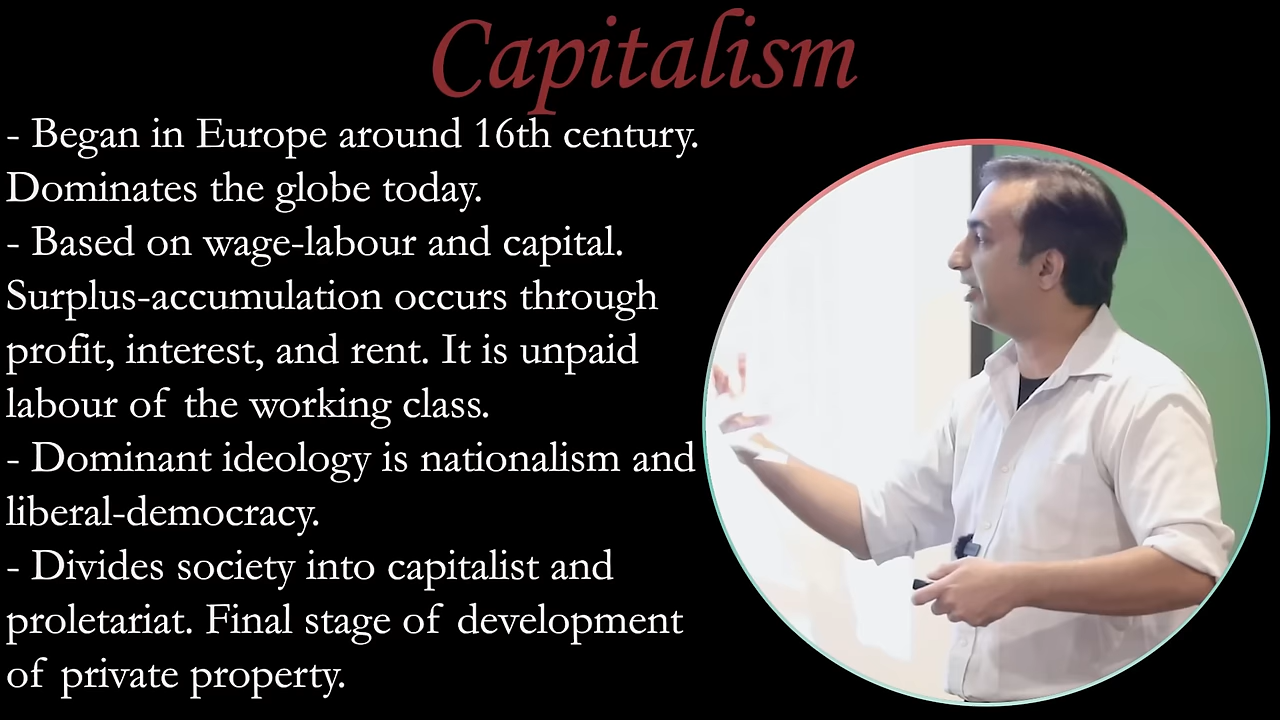 Capitalism
- Began in Europe around 16th century.
Dominates the globe today.
- Based on wage-labour and capital.
Surplus-accumulation occurs through
profit, interest, and rent. It is unpaid
labour of the working class.
- Dominant ideology is nationalism and
liberal-democracy.
- Divides society into capitalist and
proletariat. Final stage of development
of private property.